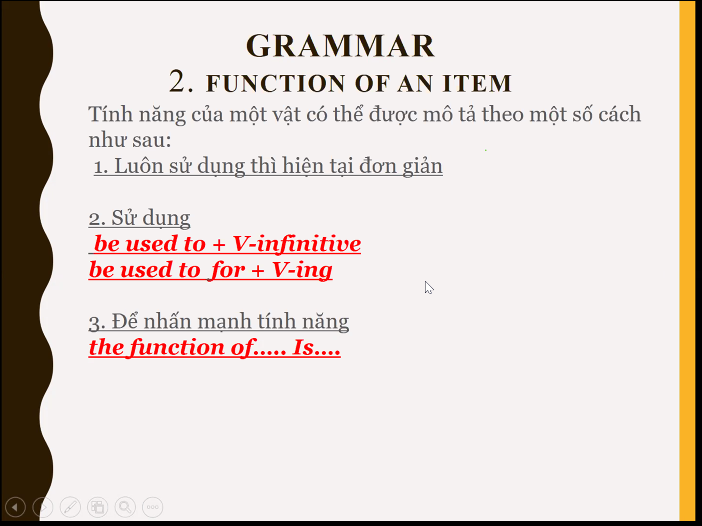 GRAMMAR
2. FUNCTION OF AN ITEM
Tính năng của một vật có thể được mô tả theo một số cách
như sau:
1. Luôn sử dụng thì hiện tại đơn giản
2. Sử dụng
be used to + V-infinitive
be used to for + V-ing
3. Để nhấn mạnh tính năng
the function of..... Is....